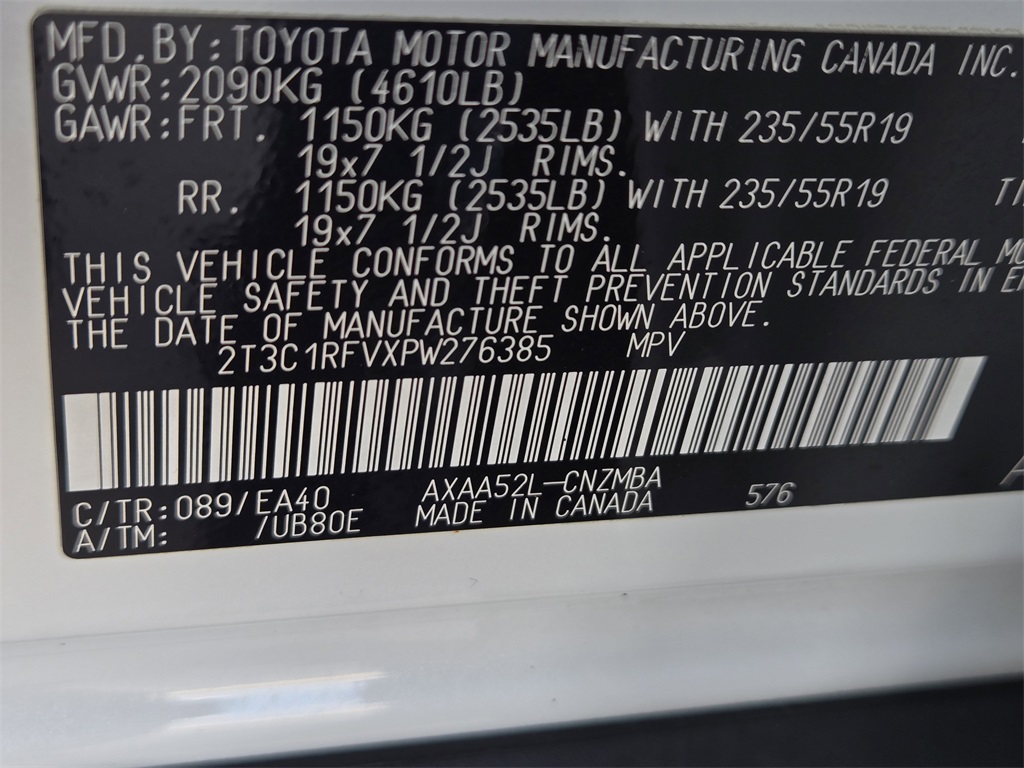 MFD.BY:TOYOTA MOTOR MANUFACTURING CANADA INC.
GVWR:2090KG (4610LB)
GAWR:FRT. 1150KG (2535LB) WITH 235/55R19
19x7 1/2J RIMS.
RR. 1150KG (2535LB) WITH 235/55R19
19x7 1/2J RIMS.
THIS VEHICLE CONFORMS TO ALL APPLICABLE FEDERAL
VEHICLE SAFETY AND THEFT PREVENTION STANDARDS IN
THE DATE OF MANUFACTURE SHOWN ABOVE.
2T3C1RFVXPW276385 MPV
C/TR:089/EA40 AXAA52L-CNZMBA 576
A/TM: /UB80E MADE IN CANADA